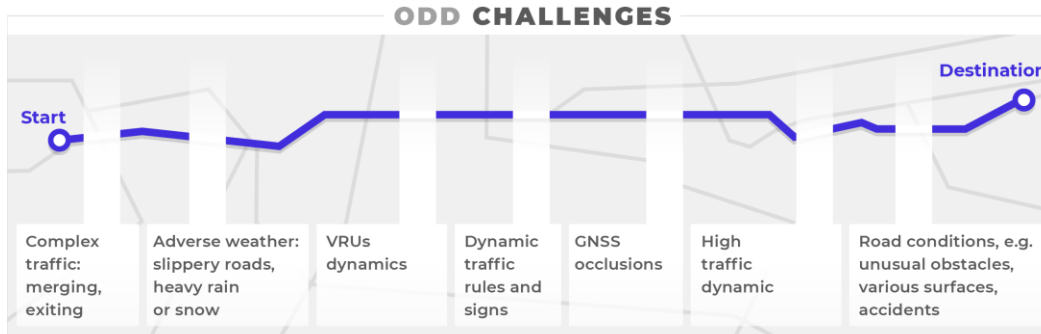 ODD CHALLENGES
Destination
Start
Complex
traffic:
merging,
exiting
Adverse weather:
slippery roads,
heavy rain
or snow
VRUs
dynamics
Dynamic
traffic
rules and
signs
GNSS
occlusions
High
traffic
dynamic
Road conditions, e.g.
unusual obstacles,
various surfaces,
accidents